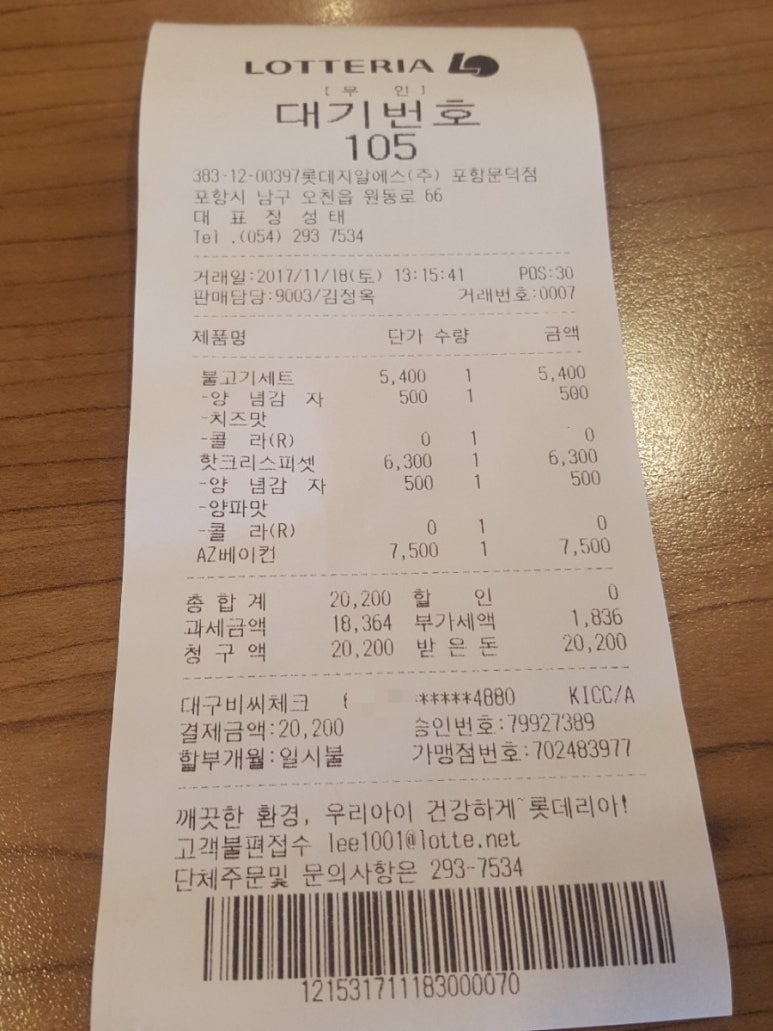 LOTTERIA
[ 무 인 ]
대기번호
105
383-12-00397롯데지알에스(주) 포항문덕점
포항시 남구 오천읍 원동로 66
대 표 정 성태
Tel .(054) 293 7534
거래일:2017/11/18(토) 13:15:41 POS:30
판매담당:9003/김정옥 거래번호:0007
제품명 단가 수량 금액
불고기세트 5,400 1 5,400
-양 념감 자 500 1 500
-치즈맛
-콜 라(R) 0 1 0
핫크리스피셋 6,300 1 6,300
-양 념감 자 500 1 500
-양파맛
-콜 라(R) 0 1 0
AZ베이컨 7,500 1 7,500
총 합 계 20,200 할 인 0
과세금액 18,364 부가세액 1,836
청 구 액 20,200 받 은 돈 20,200
대구비씨체크 *****4880 KICC/A
결제금액:20,200 승인번호:79927389
할부개월:일시불 가맹점번호:702483977
깨끗한 환경, 우리아이 건강하게~롯데리아!
고객불편접수 lee1001@lotte.net
단체주문및 문의사항은 293-7534
121531711183000070